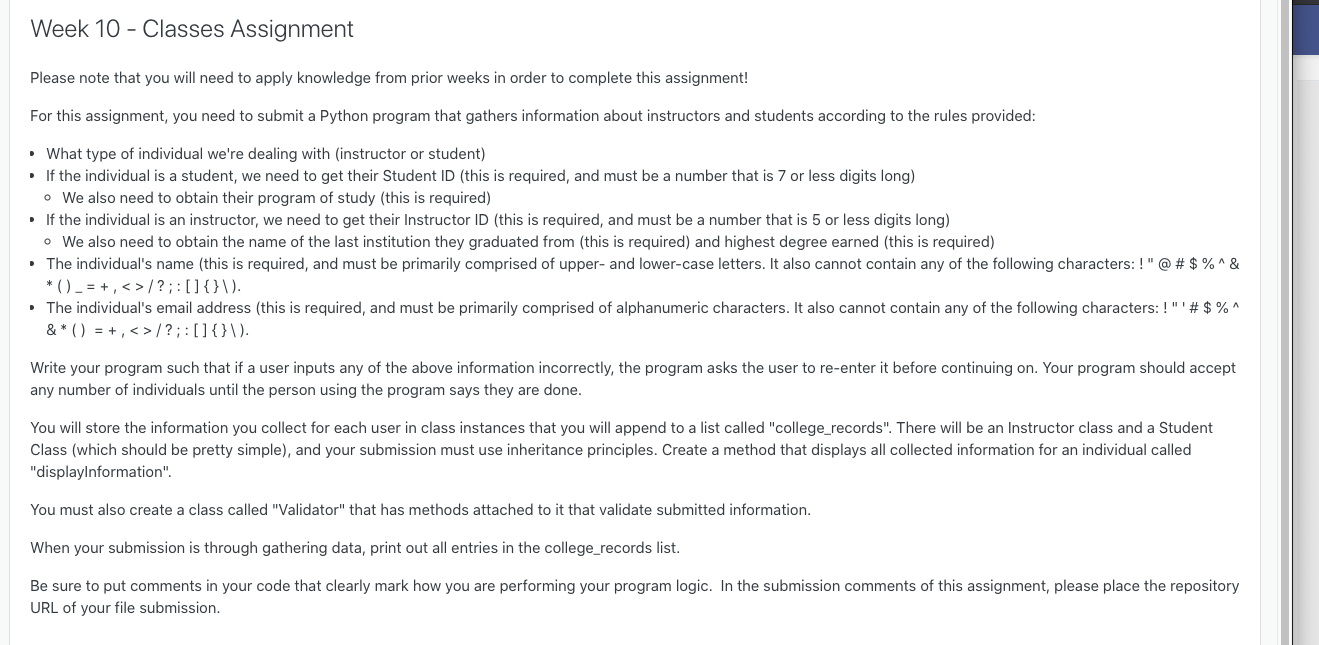 Week 10 - Classes Assignment
Please note that you will need to apply knowledge from prior weeks in order to complete this assignment!
For this assignment, you need to submit a Python program that gathers information about instructors and students according to the rules provided:
• What type of individual we're dealing with (instructor or student)
• If the individual is a student, we need to get their Student ID (this is required, and must be a number that is 7 or less digits long)
◦ We also need to obtain their program of study (this is required)
• If the individual is an instructor, we need to get their Instructor ID (this is required, and must be a number that is 5 or less digits long)
◦ We also need to obtain the name of the last institution they graduated from (this is required) and highest degree earned (this is required)
• The individual's name (this is required, and must be primarily comprised of upper- and lower-case letters. It also cannot contain any of the following characters: ! " @ # $ % ^ &
* ( ) _ = + , < > / ? ; : [ ] { } \ ).
• The individual's email address (this is required, and must be primarily comprised of alphanumeric characters. It also cannot contain any of the following characters: ! " ' # $ % ^
& * ( )  = + , < > / ? ; : [ ] { } \ ).
Write your program such that if a user inputs any of the above information incorrectly, the program asks the user to re-enter it before continuing on. Your program should accept
any number of individuals until the person using the program says they are done.
You will store the information you collect for each user in class instances that you will append to a list called "college_records". There will be an Instructor class and a Student
Class (which should be pretty simple), and your submission must use inheritance principles. Create a method that displays all collected information for an individual called
"displayInformation".
You must also create a class called "Validator" that has methods attached to it that validate submitted information.
When your submission is through gathering data, print out all entries in the college_records list.
Be sure to put comments in your code that clearly mark how you are performing your program logic.  In the submission comments of this assignment, please place the repository
URL of your file submission.